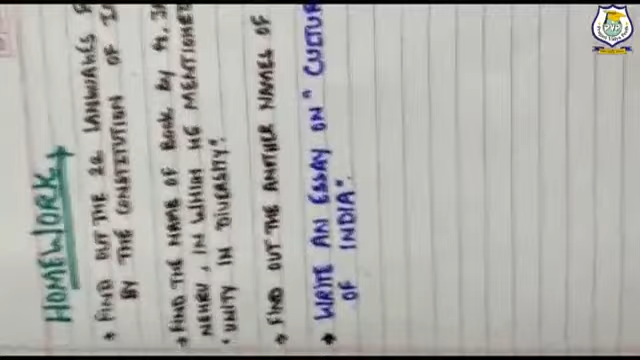 HOMEWORK
→ FIND OUT THE 22 LANGUAGES
BY THE CONSTITUTION OF
→ FIND THE NAME OF BOOK BY
NEHRU, IN WHICH HE MENTIONED
"UNITY IN DIVERSITY".
→ FIND OUT THE ANOTHER NAMES OF
→ WRITE AN ESSAY ON "
OF INDIA".
PVP